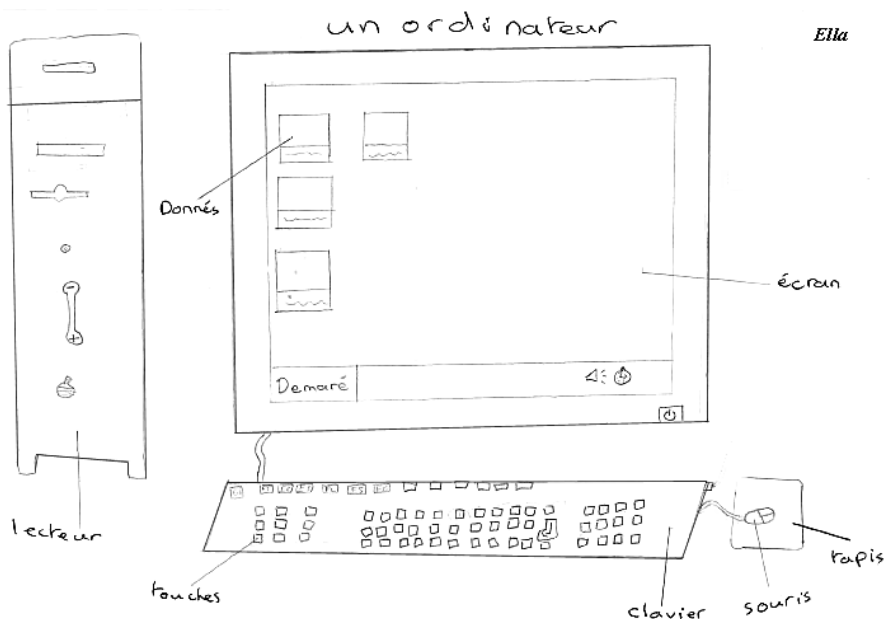 un ordinateur
Ella
Donnés
écran
Demaré
lecteur
touches
clavier
souris
tapis